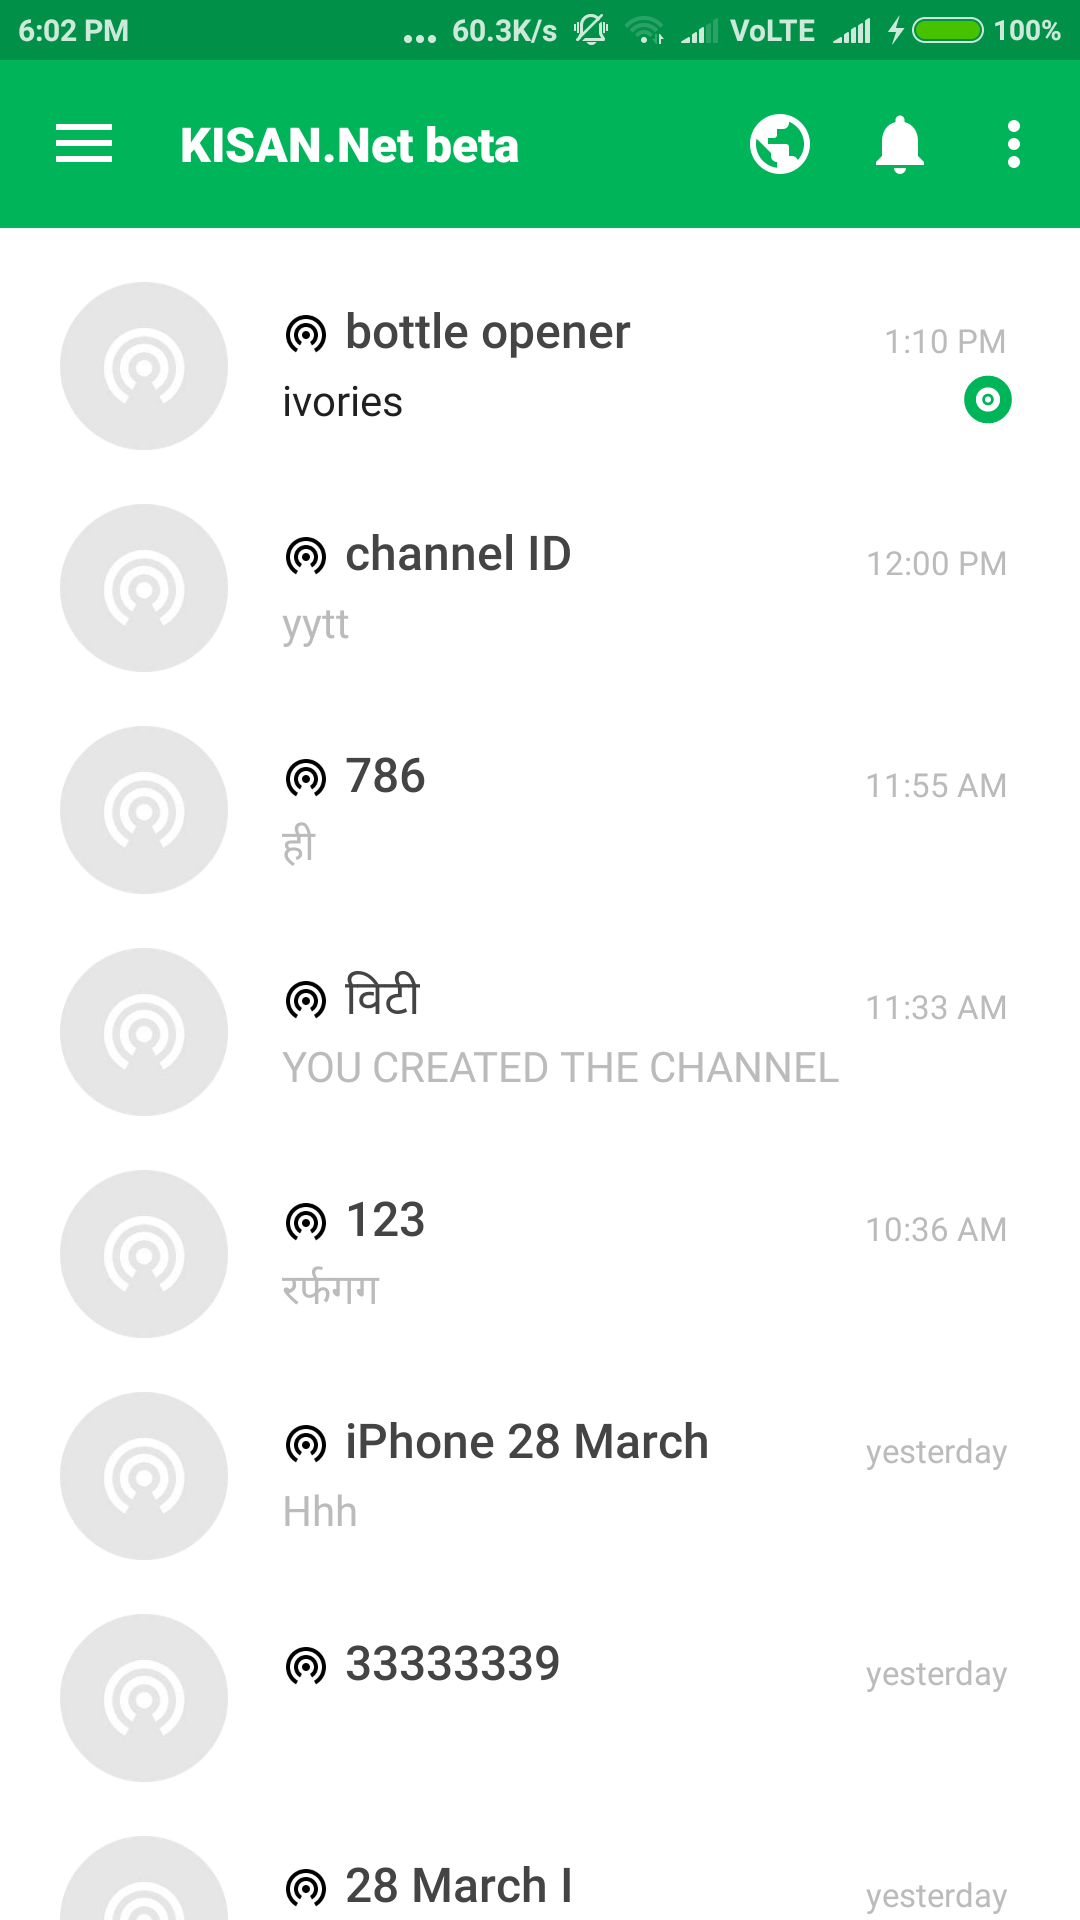 6:02 PM ... 60.3K/s VoLTE 100%
KISAN.Net beta
bottle opener 1:10 PM
ivories
channel ID 12:00 PM
yytt
786 11:55 AM
ही
विटी 11:33 AM
YOU CREATED THE CHANNEL
123 10:36 AM
रर्फगग
iPhone 28 March yesterday
Hhh
33333339 yesterday
28 March I yesterday